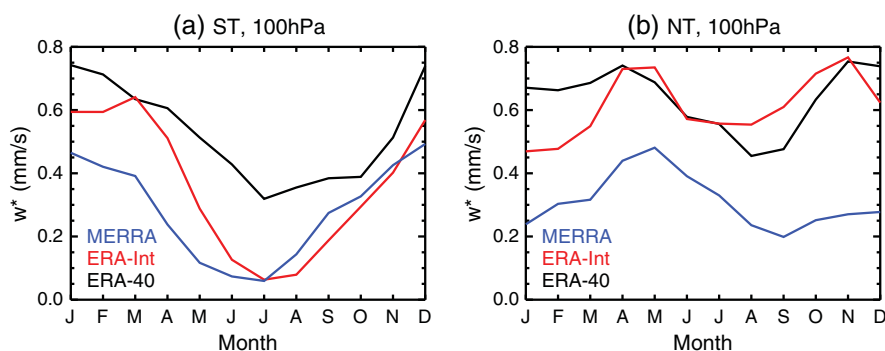 (a) ST, 100hPa
0.8
0.6
0.4
0.2
0.0
w* (mm/s)
MERRA
ERA-Int
ERA-40
J F M A M J J A S O N D
Month
(b) NT, 100hPa
0.8
0.6
0.4
0.2
0.0
w* (mm/s)
MERRA
ERA-Int
ERA-40
J F M A M J J A S O N D
Month